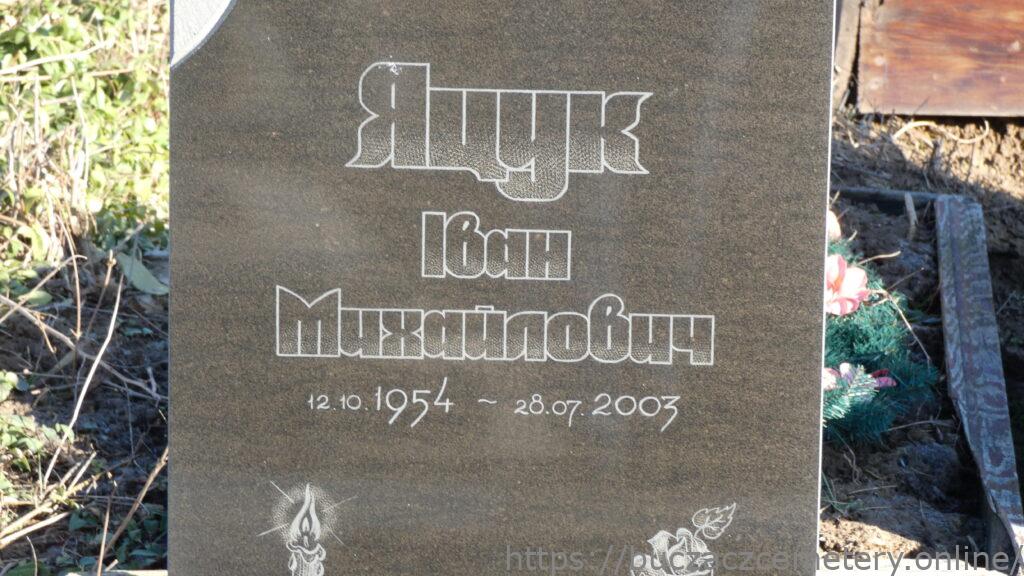 Ящук
Іван
Михайлович
12.10.1954 ~ 28.07.2003
https://buczaczcemetery.online/